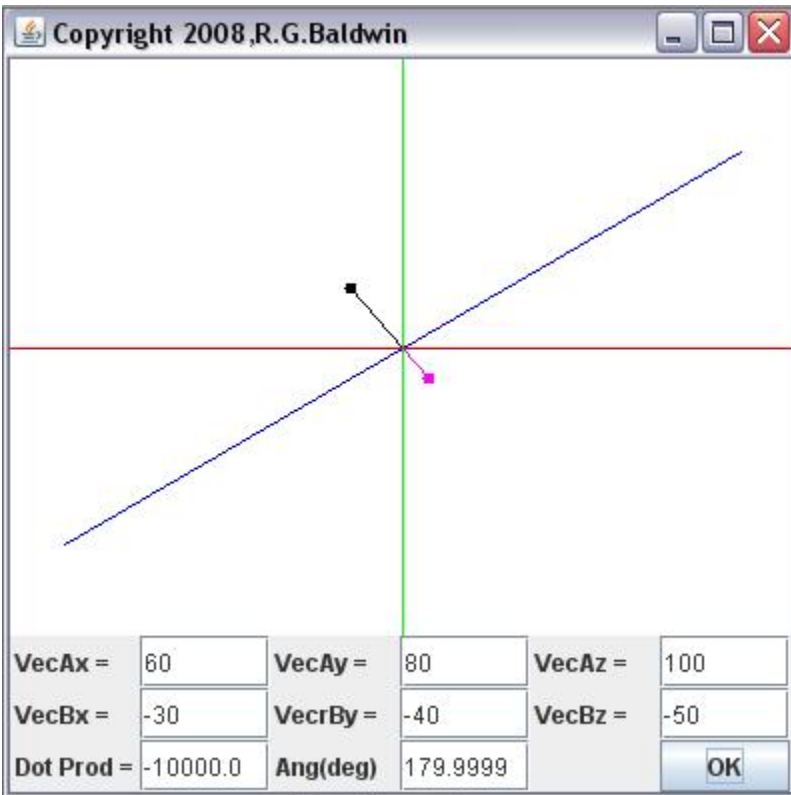 Copyright 2008,R.G.Baldwin
VecAx = 60 VecAy = 80 VecAz = 100
VecBx = -30 VecrBy = -40 VecBz = -50
Dot Prod = -10000.0 Ang(deg) 179.9999 OK